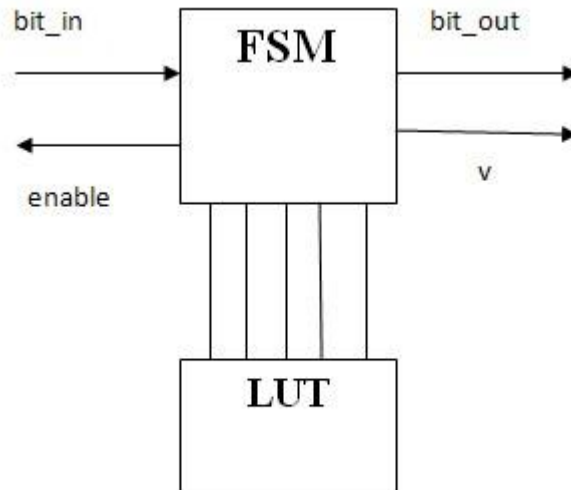 bit_in
FSM
bit_out
enable
v
LUT